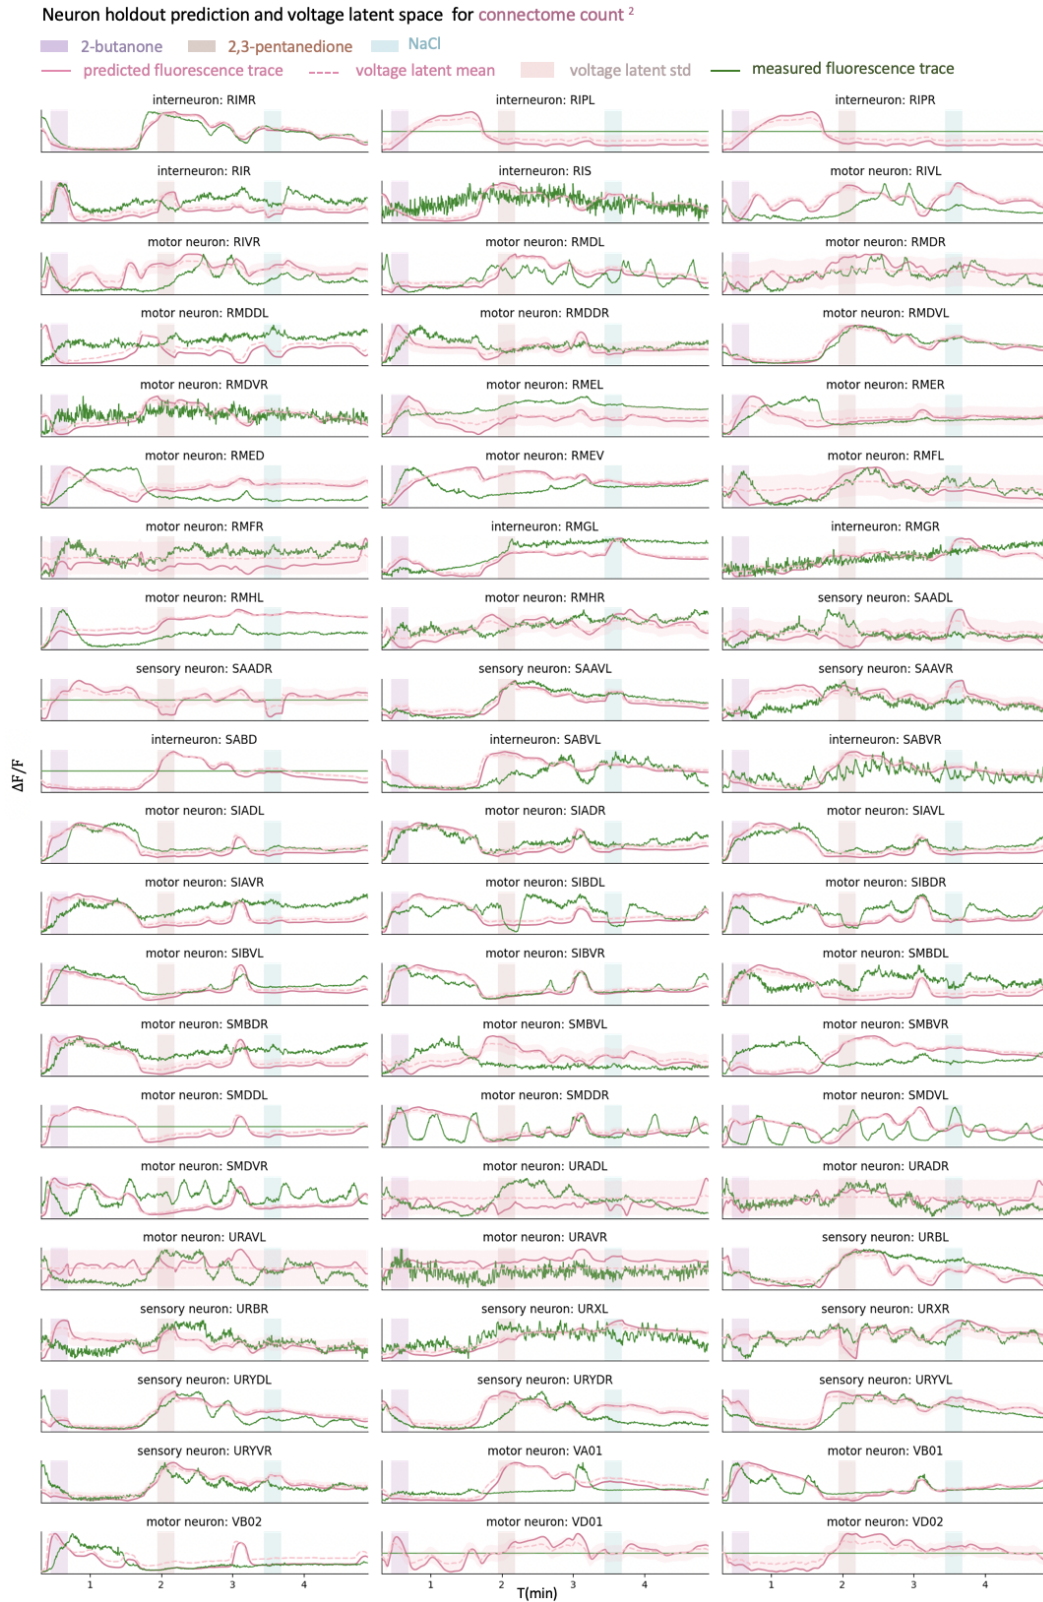 Neuron holdout prediction and voltage latent space for connectome count ²
2-butanone 2,3-pentanedione NaCl
predicted fluorescence trace voltage latent mean voltage latent std measured fluorescence trace
interneuron: RIMR interneuron: RIPL interneuron: RIPR
interneuron: RIR interneuron: RIS motor neuron: RIVL
motor neuron: RIVR motor neuron: RMDL motor neuron: RMDR
motor neuron: RMDDL motor neuron: RMDDR motor neuron: RMDVL
motor neuron: RMDVR motor neuron: RMEL motor neuron: RMER
motor neuron: RMED motor neuron: RMEV motor neuron: RMFL
motor neuron: RMFR interneuron: RMGL interneuron: RMGR
motor neuron: RMHL motor neuron: RMHR sensory neuron: SAADL
sensory neuron: SAADR sensory neuron: SAAVL sensory neuron: SAAVR
interneuron: SABD interneuron: SABVL interneuron: SABVR
ΔF/F
motor neuron: SIADL motor neuron: SIADR motor neuron: SIAVL
motor neuron: SIAVR motor neuron: SIBDL motor neuron: SIBDR
motor neuron: SIBVL motor neuron: SIBVR motor neuron: SMBDL
motor neuron: SMBDR motor neuron: SMBVL motor neuron: SMBVR
motor neuron: SMDDL motor neuron: SMDDR motor neuron: SMDVL
motor neuron: SMDVR motor neuron: URADL motor neuron: URADR
motor neuron: URAVL motor neuron: URAVR sensory neuron: URBL
sensory neuron: URBR sensory neuron: URXL sensory neuron: URXR
sensory neuron: URYDL sensory neuron: URYDR sensory neuron: URYVL
sensory neuron: URYVR motor neuron: VA01 motor neuron: VB01
motor neuron: VB02 motor neuron: VD01 motor neuron: VD02
1 2 3 4 1 2 3 4 1 2 3 4
T(min)